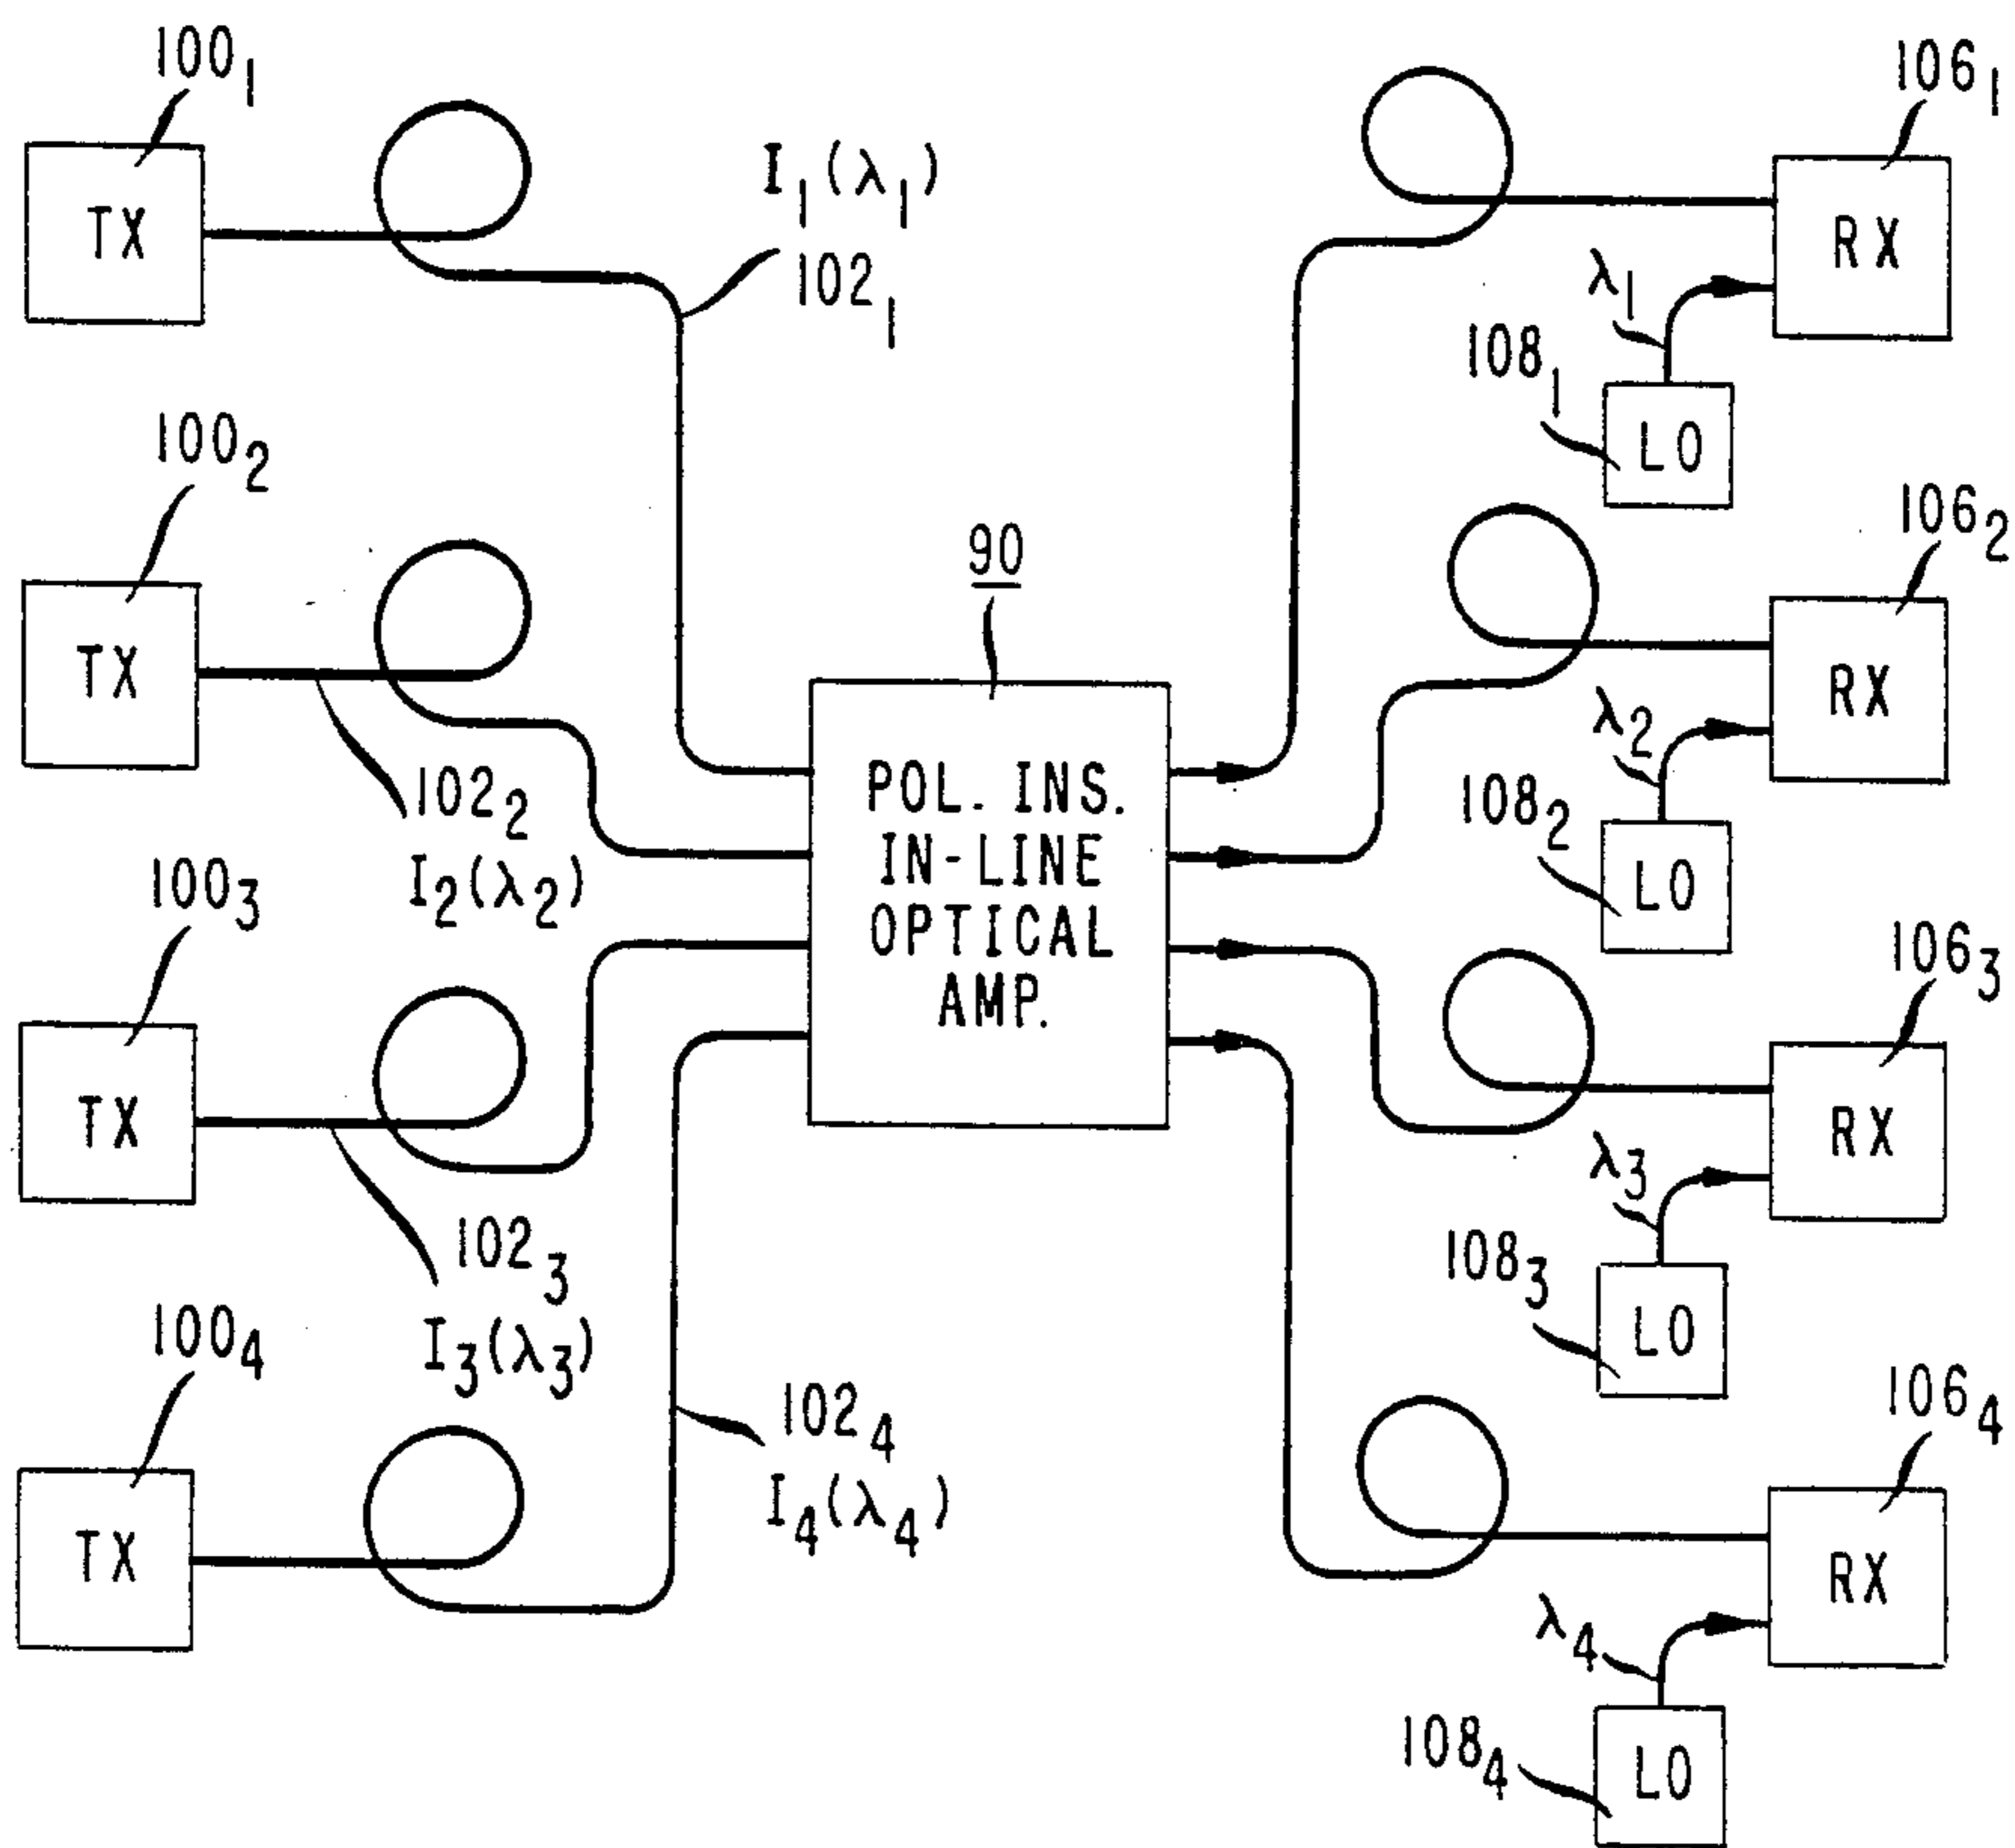 100₁
TX
I₁(λ₁)
102₁
106₁
RX
λ₁
108₁
LO
100₂
TX
102₂
I₂(λ₂)
90
POL. INS.
IN-LINE
OPTICAL
AMP.
106₂
RX
λ₂
108₂
LO
100₃
TX
102₃
I₃(λ₃)
106₃
RX
λ₃
108₃
LO
100₄
TX
102₄
I₄(λ₄)
106₄
RX
λ₄
108₄
LO